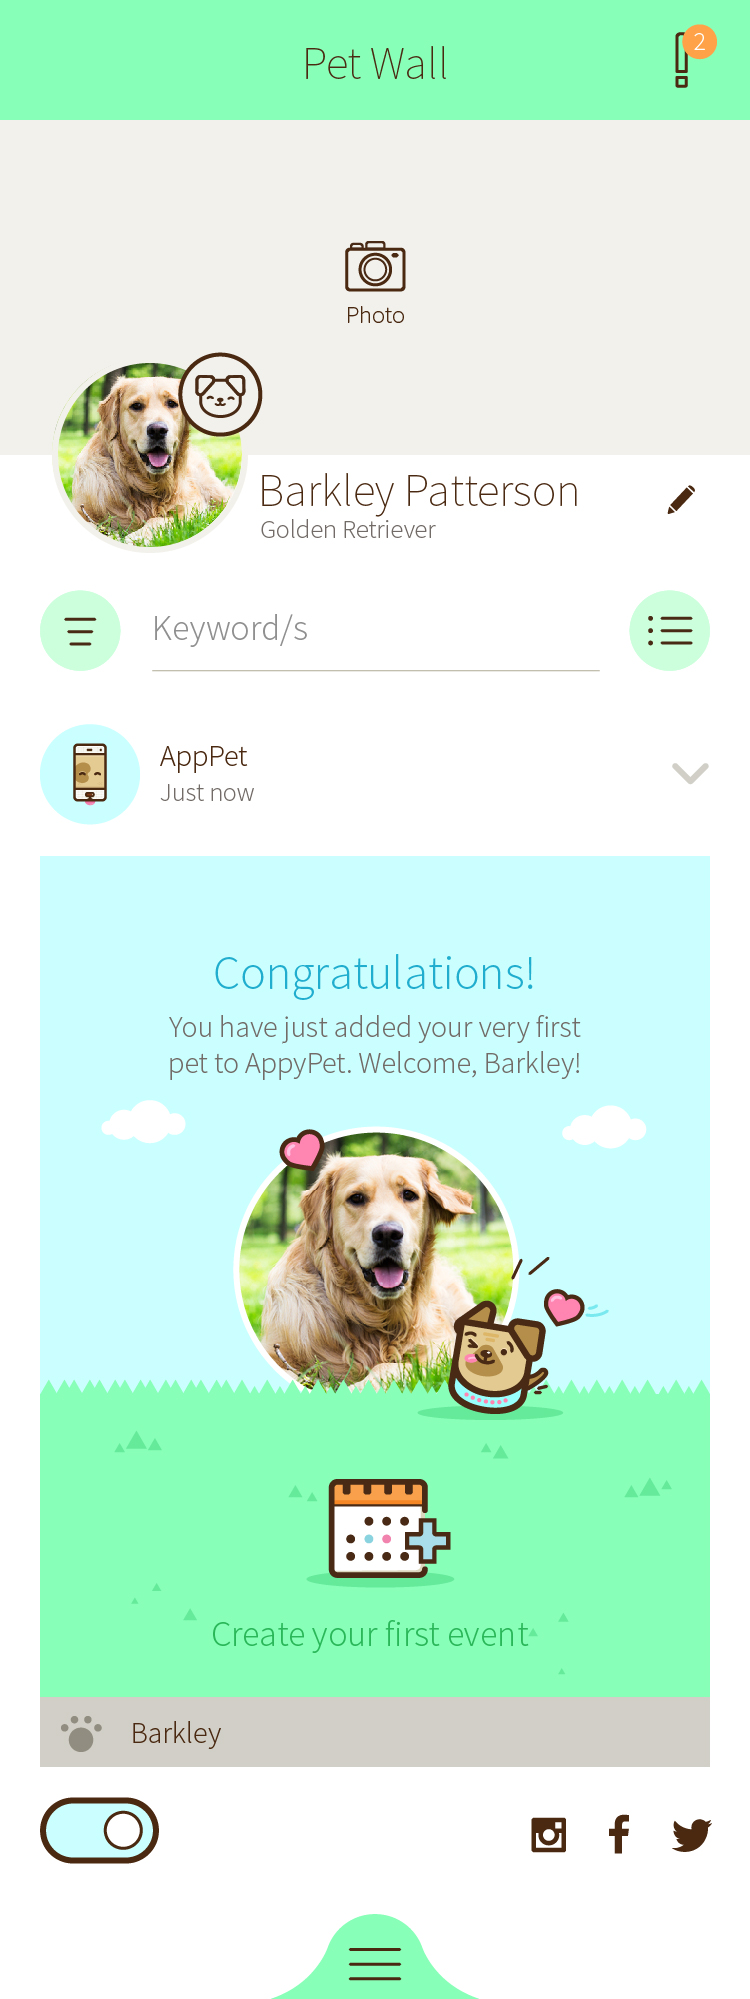 Pet Wall
2
Photo
Barkley Patterson
Golden Retriever
Keyword/s
AppPet
Just now
Congratulations!
You have just added your very first
pet to AppyPet. Welcome, Barkley!
Create your first event
Barkley